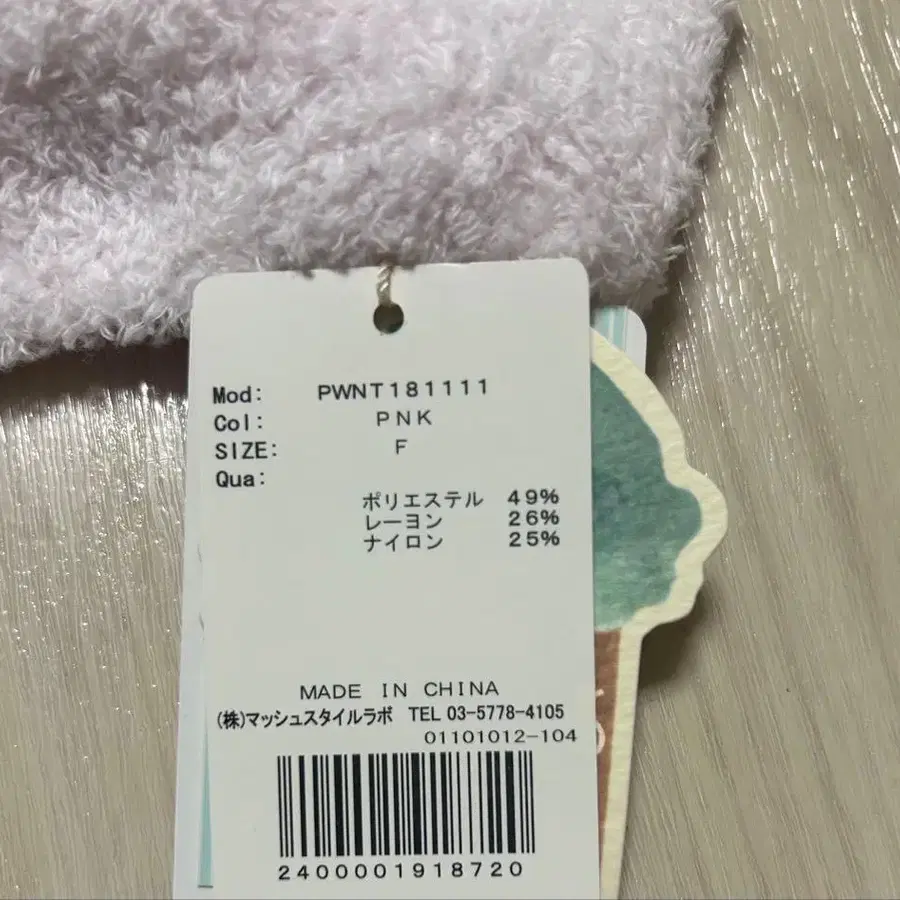 Mod: PWNT181111
Col: PNK
SIZE: F
Qua:
ポリエステル 49%
レーヨン 26%
ナイロン 25%
MADE IN CHINA
(株)マッシュスタイルラボ TEL 03-5778-4105
01101012-104
2400001918720